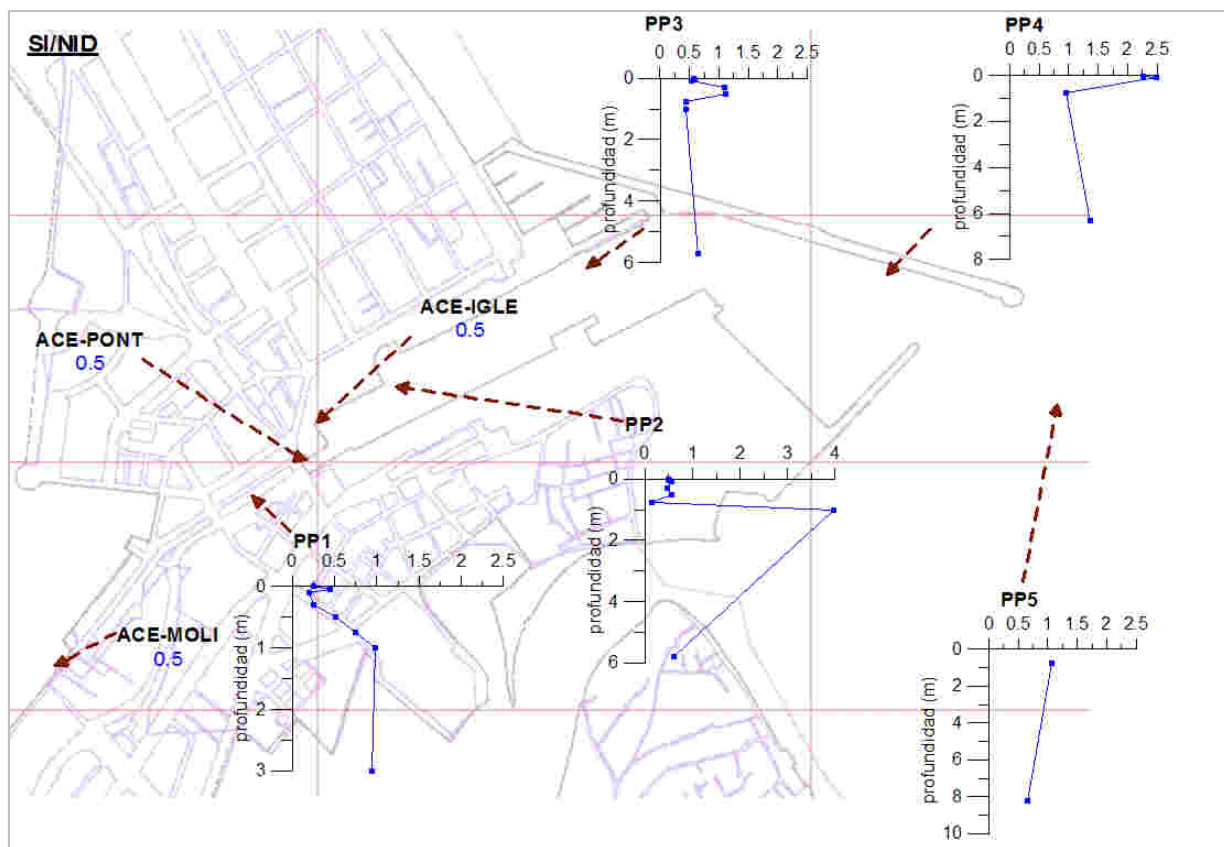 SI/NID
PP3
0 0.5 1 1.5 2 2.5
0
2
4
6
profundidad (m)
PP4
0 0.5 1 1.5 2 2.5
0
2
4
6
8
profundidad (m)
ACE-IGLE
0.5
ACE-PONT
0.5
PP2
0 1 2 3 4
0
2
4
6
profundidad (m)
PP1
0 0.5 1 1.5 2 2.5
0
1
2
3
profundidad (m)
ACE-MOLI
0.5
PP5
0 0.5 1 1.5 2 2.5
0
2
4
6
8
10
profundidad (m)